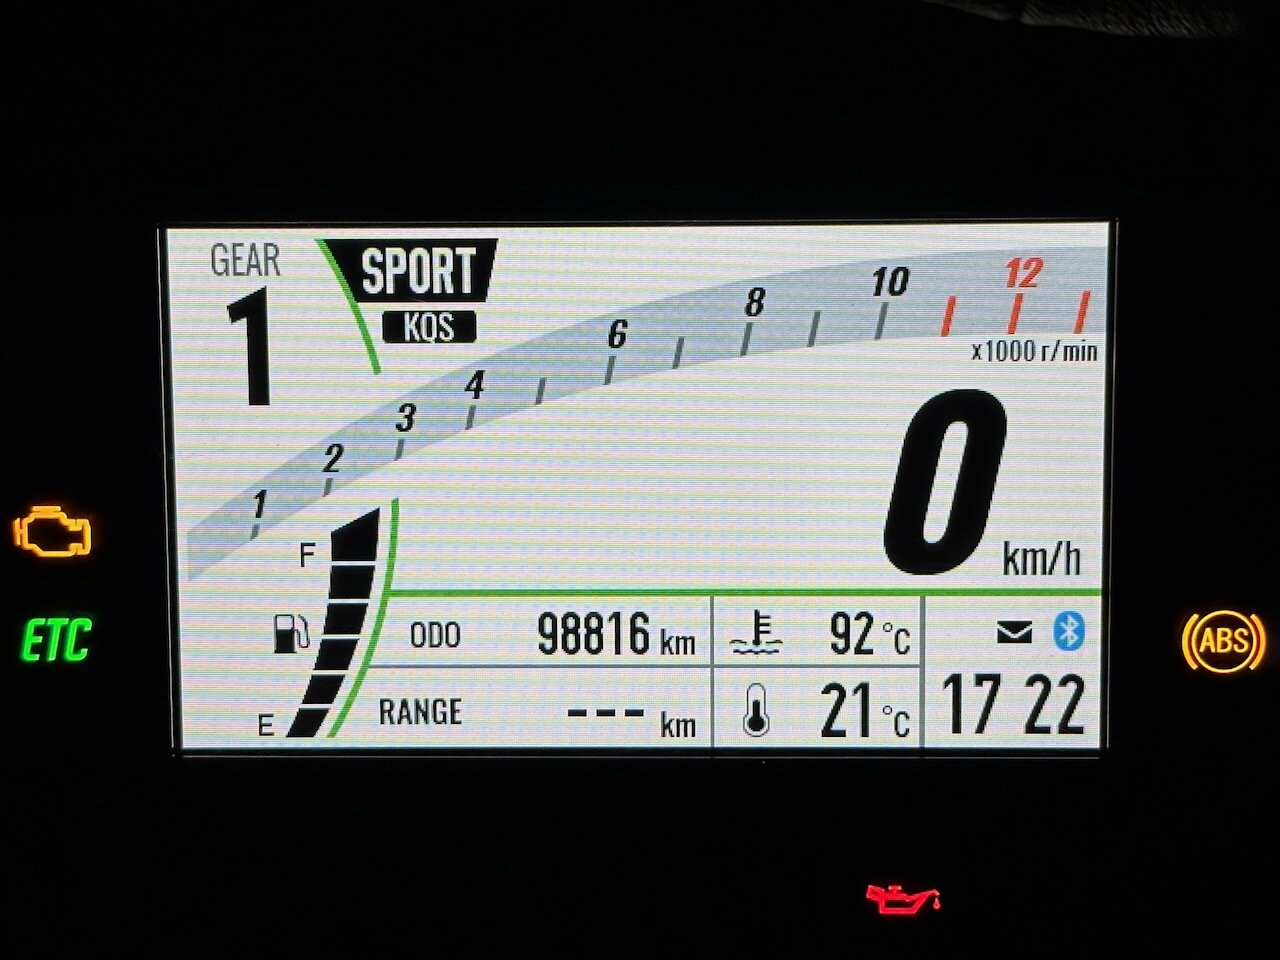 GEAR
1
SPORT
KQS
1 2 3 4 6 8 10 12
x1000 r/min
0 km/h
F
E
ODO 98816 km
92 °C
RANGE --- km
21 °C
17 22
ETC
ABS